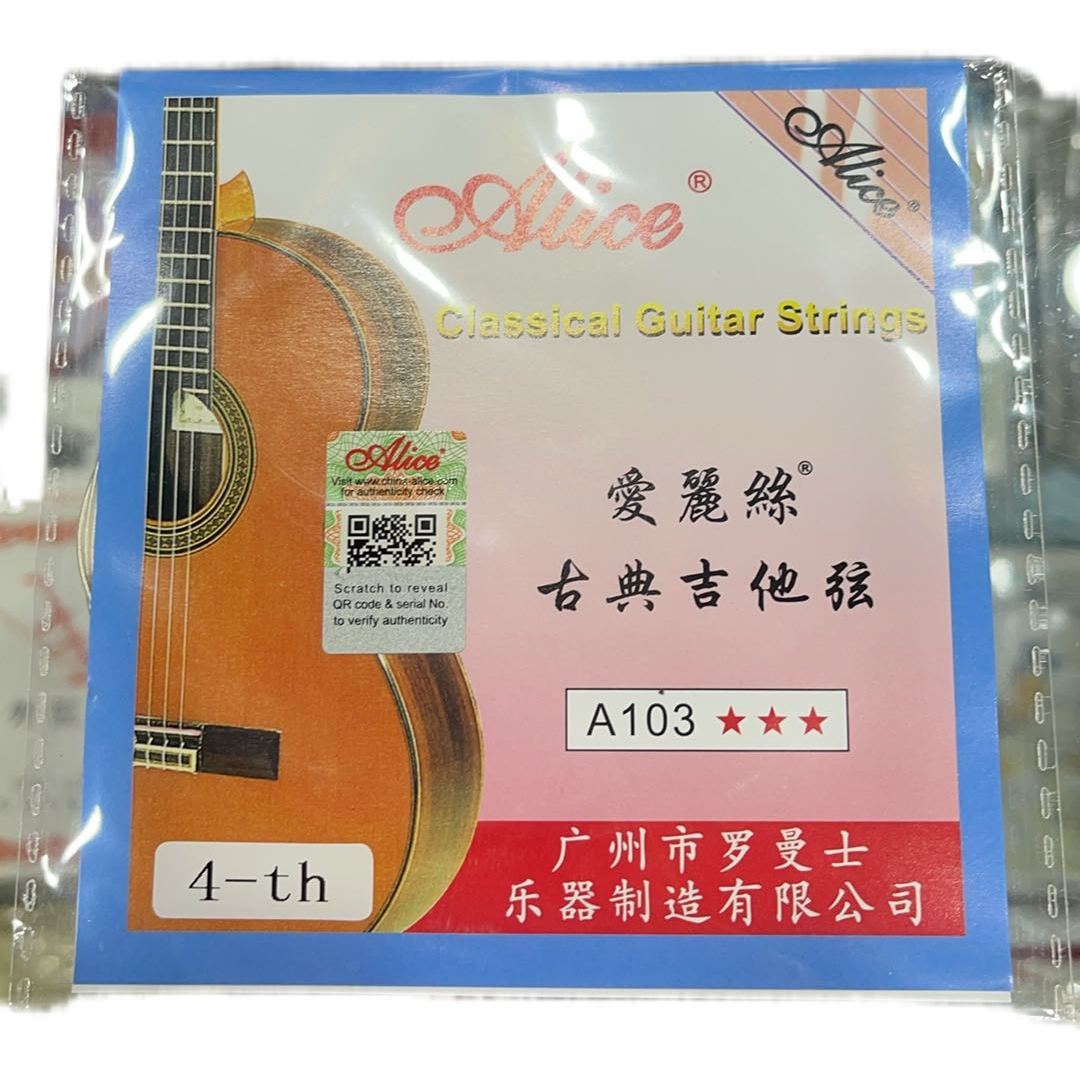 Alice®
Alice®
Classical Guitar Strings
Alice®
Visit www.china-alice.com
for authenticity check
Scratch to reveal
QR code & serial No.
to verify authenticity
愛麗絲®
古典吉他弦
A103 ★★★
4-th
广州市罗曼士
乐器制造有限公司